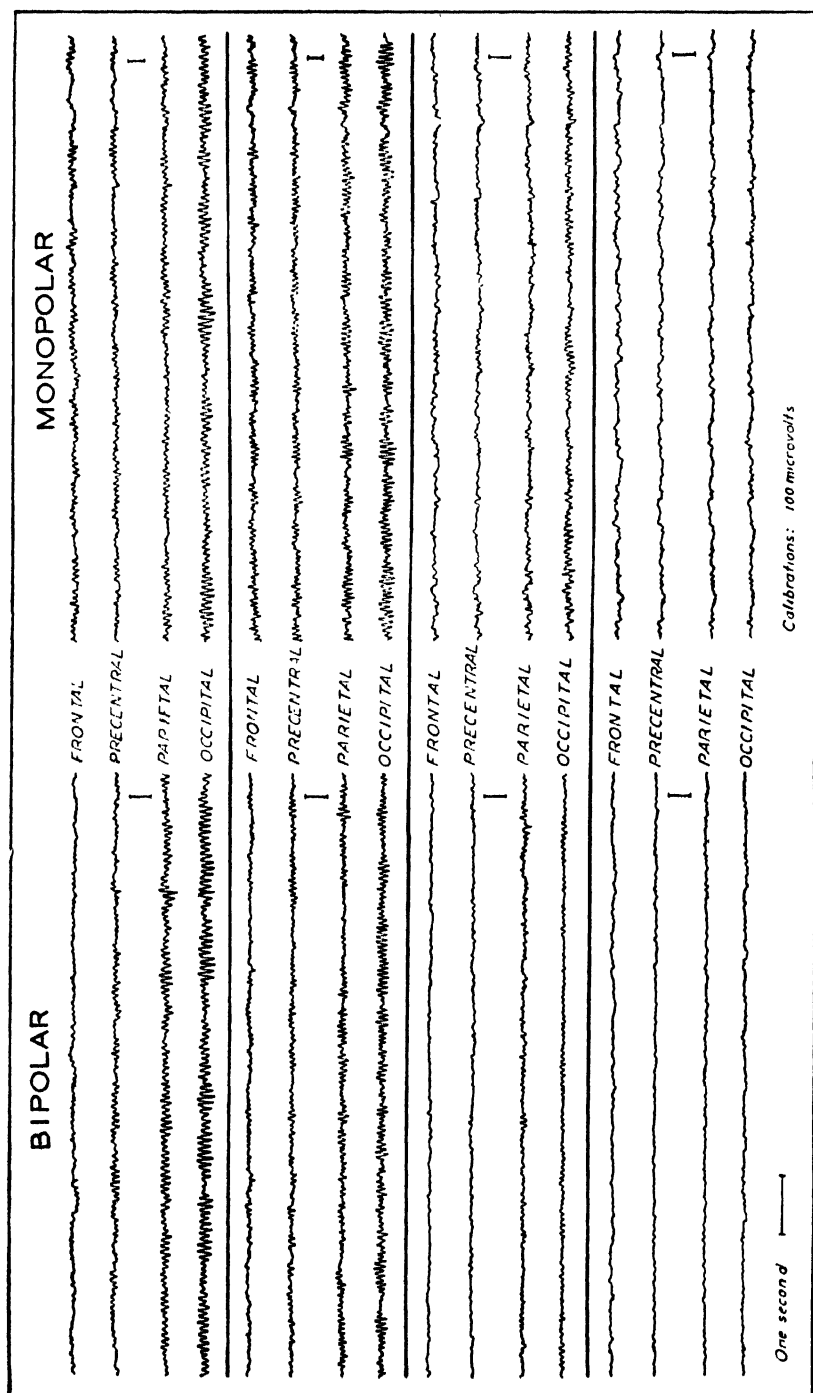 BIPOLAR
MONOPOLAR
FRONTAL
PRECENTRAL
PARIETAL
OCCIPITAL
FRONTAL
PRECENTRAL
PARIETAL
OCCIPITAL
FRONTAL
PRECENTRAL
PARIETAL
OCCIPITAL
FRONTAL
PRECENTRAL
PARIETAL
OCCIPITAL
One second
Calibrations: 100 microvolts